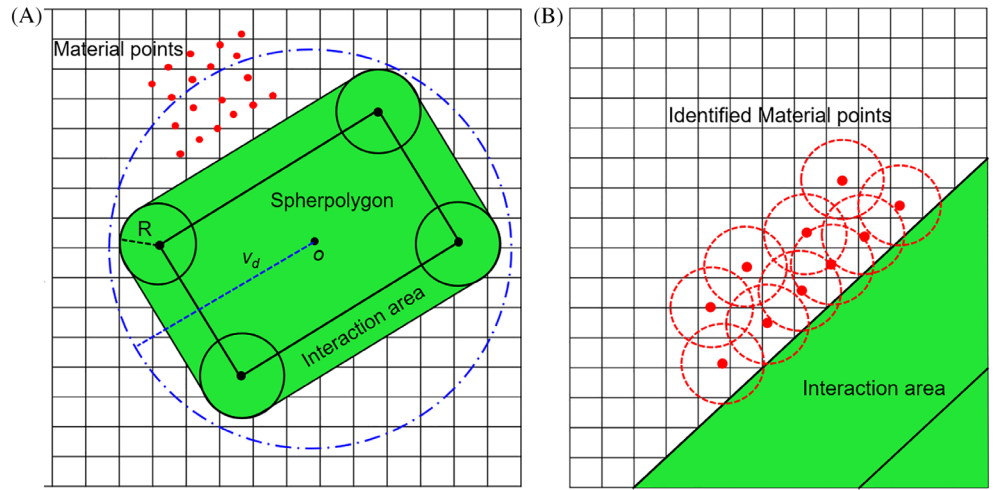 (A)
Material points
Spherpolygon
R
V_d
o
Interaction area
(B)
Identified Material points
Interaction area